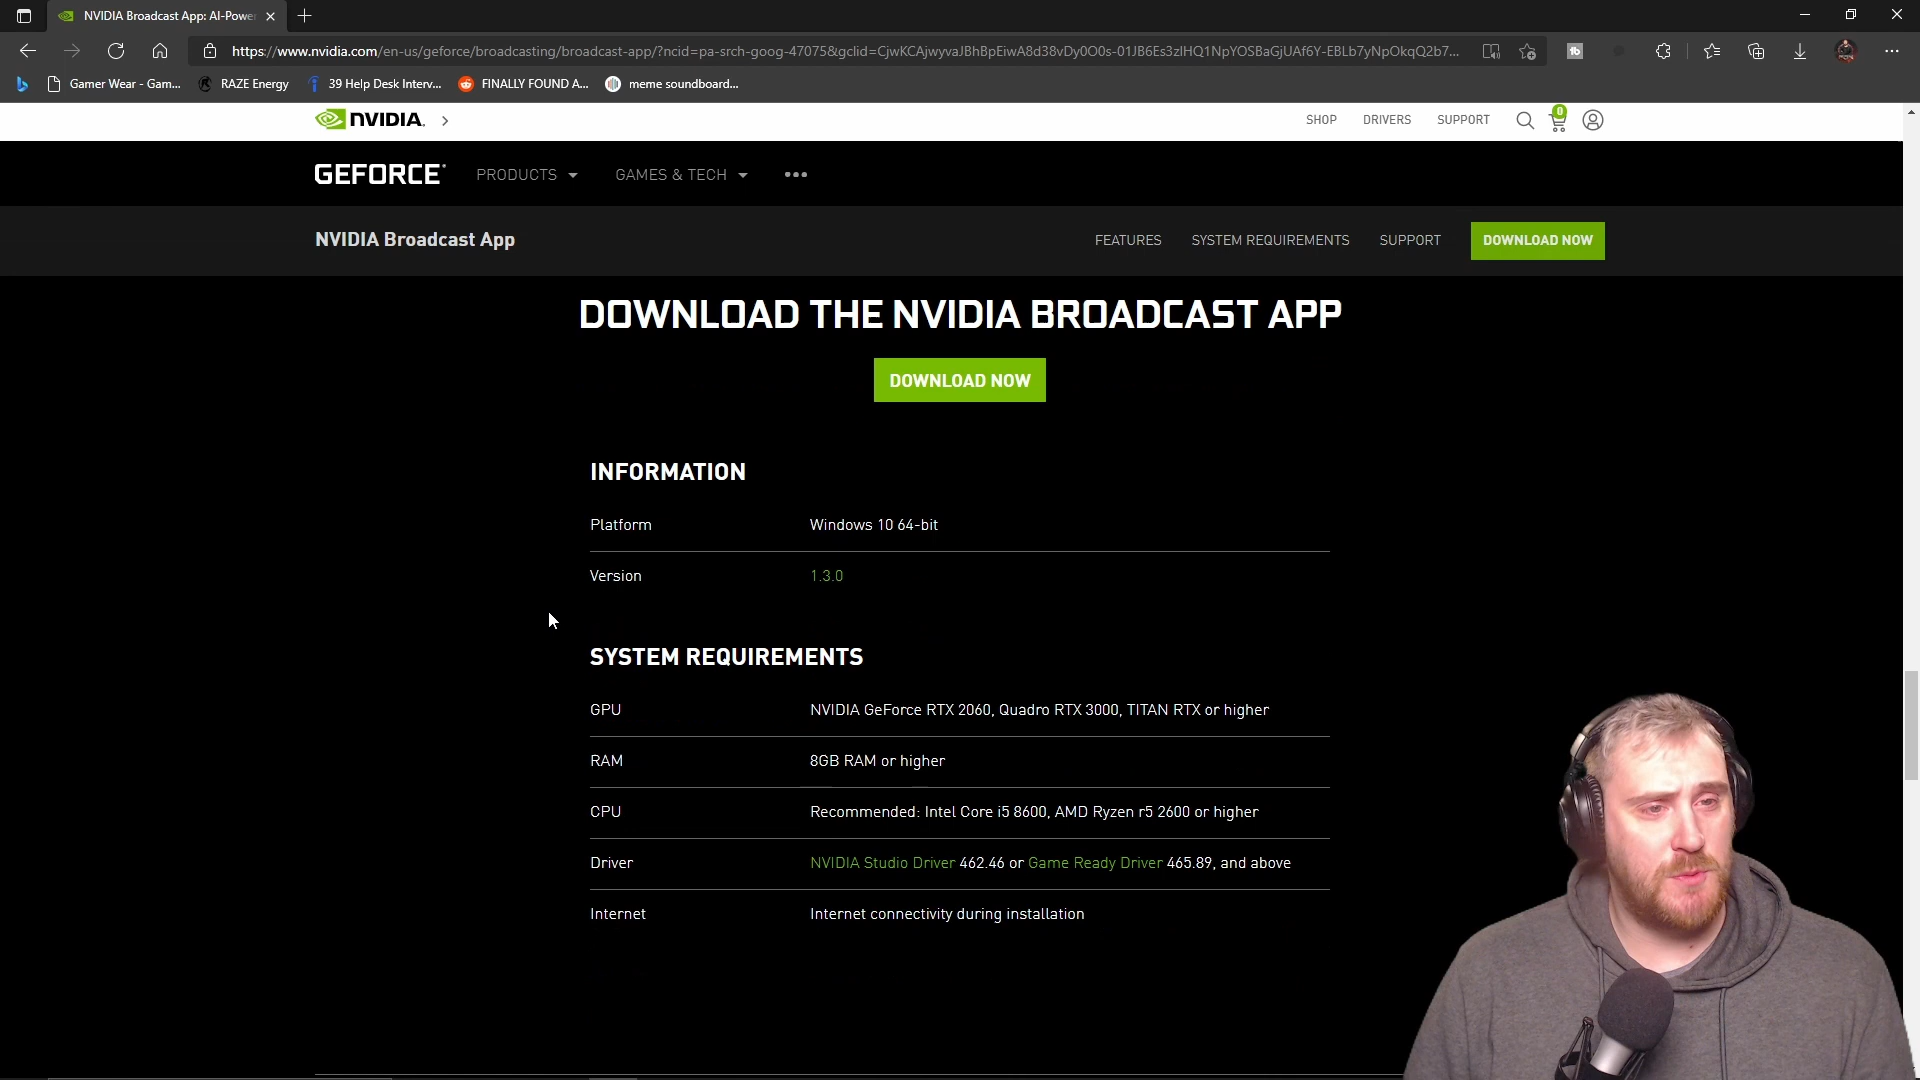 NVIDIA Broadcast App: AI-Power
https://www.nvidia.com/en-us/geforce/broadcasting/broadcast-app/?ncid=pa-srch-goog-47075&gclid=CjwKCAjwyvaJBhBpEiwA8d38vDy0O0s-01JB6Es3zIHQ1NpYOSBaGjUAf6Y-EBLb7yNpOkqQ2b7...
Gamer Wear - Gam...
RAZE Energy
39 Help Desk Interv...
FINALLY FOUND A...
meme soundboard...
NVIDIA.
SHOP
DRIVERS
SUPPORT
0
GEFORCE
PRODUCTS
GAMES & TECH
NVIDIA Broadcast App
FEATURES
SYSTEM REQUIREMENTS
SUPPORT
DOWNLOAD NOW
DOWNLOAD THE NVIDIA BROADCAST APP
DOWNLOAD NOW
INFORMATION
Platform Windows 10 64-bit
Version 1.3.0
SYSTEM REQUIREMENTS
GPU NVIDIA GeForce RTX 2060, Quadro RTX 3000, TITAN RTX or higher
RAM 8GB RAM or higher
CPU Recommended: Intel Core i5 8600, AMD Ryzen r5 2600 or higher
Driver NVIDIA Studio Driver 462.46 or Game Ready Driver 465.89, and above
Internet Internet connectivity during installation